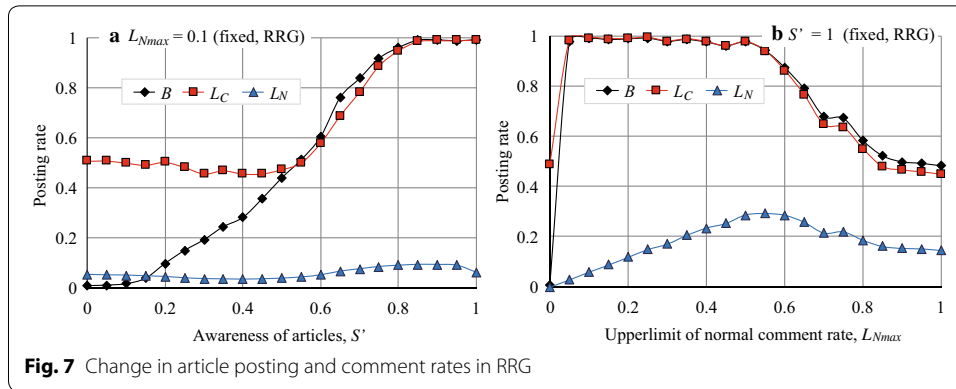 a L_Nmax = 0.1 (fixed, RRG)
B L_C L_N
Posting rate
1
0.8
0.6
0.4
0.2
0
0 0.2 0.4 0.6 0.8 1
Awareness of articles, S'
b S' = 1 (fixed, RRG)
B L_C L_N
Posting rate
1
0.8
0.6
0.4
0.2
0
0 0.2 0.4 0.6 0.8 1
Upperlimit of normal comment rate, L_Nmax
Fig. 7 Change in article posting and comment rates in RRG